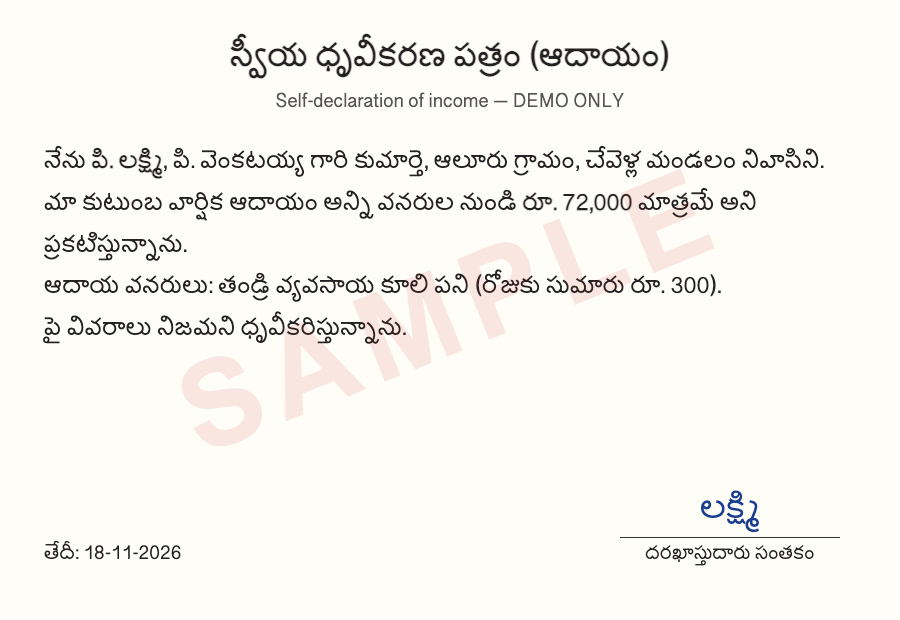 స్వీయ ధృవీకరణ పత్రం (ఆదాయం)
Self-declaration of income — DEMO ONLY
నేను పి. లక్ష్మి, పి. వెంకటయ్య గారి కుమార్తె, ఆలూరు గ్రామం, చేవెళ్ల మండలం నివాసిని.
మా కుటుంబ వార్షిక ఆదాయం అన్ని వనరుల నుండి రూ. 72,000 మాత్రమే అని
ప్రకటిస్తున్నాను.
ఆదాయ వనరులు: తండ్రి వ్యవసాయ కూలి పని (రోజుకు సుమారు రూ. 300).
పై వివరాలు నిజమని ధృవీకరిస్తున్నాను.
SAMPLE
లక్ష్మి
తేదీ: 18-11-2026
దరఖాస్తుదారు సంతకం